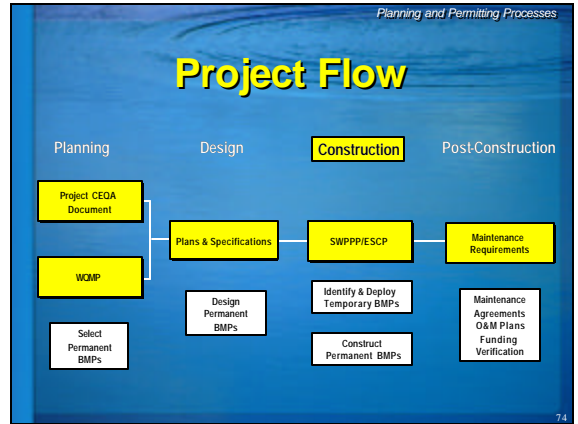 Planning and Permitting Processes
Project Flow
Planning
Design
Construction
Post-Construction
Project CEQA
Document
WQMP
Plans & Specifications
SWPPP/ESCP
Maintenance
Requirements
Select
Permanent
BMPs
Design
Permanent
BMPs
Identify & Deploy
Temporary BMPs
Construct
Permanent BMPs
Maintenance
Agreements
O&M Plans
Funding
Verification
74